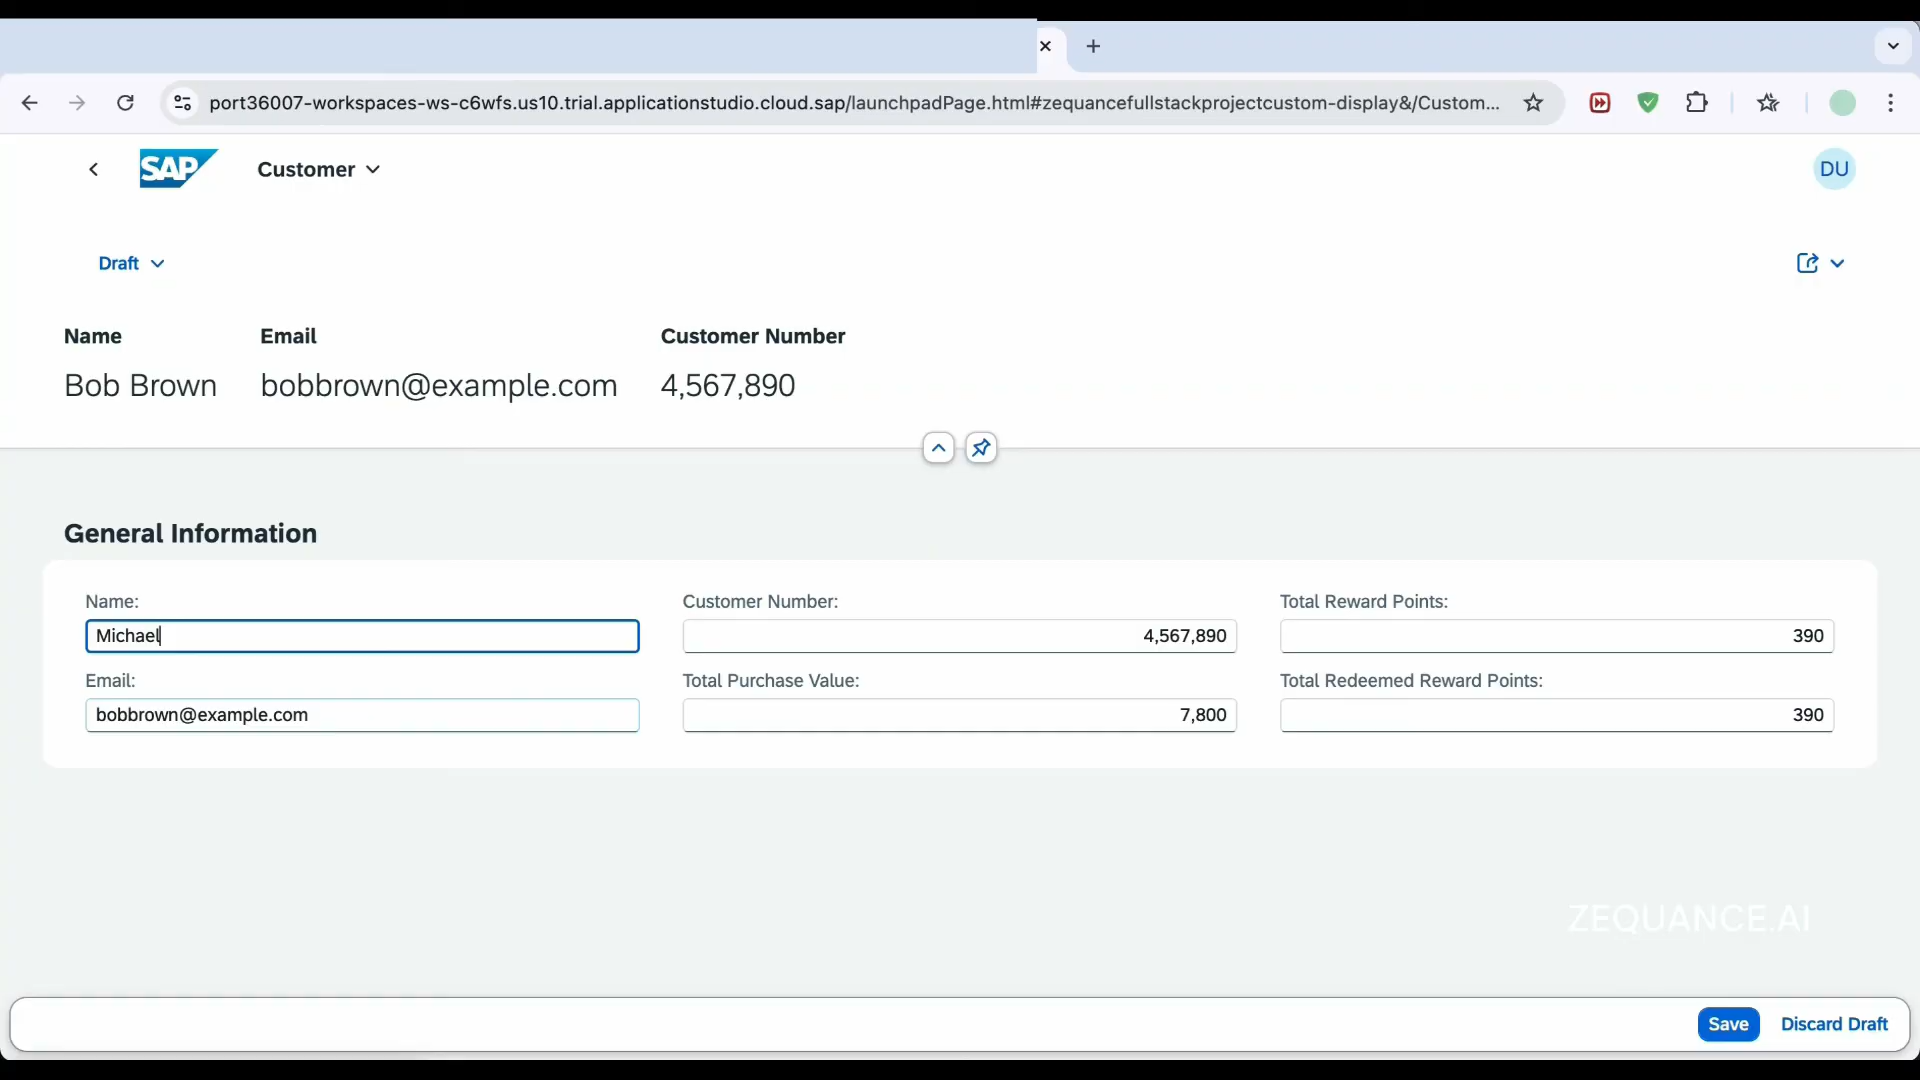 port36007-workspaces-ws-c6wfs.us10.trial.applicationstudio.cloud.sap/launchpadPage.html#zequancefullstackprojectcustom-display&/Custom...
SAP Customer DU
Draft
Name Email Customer Number
Bob Brown bobbrown@example.com 4,567,890
General Information
Name: Customer Number: Total Reward Points:
Michael 4,567,890 390
Email: Total Purchase Value: Total Redeemed Reward Points:
bobbrown@example.com 7,800 390
ZEQUANCE.AI
Save Discard Draft